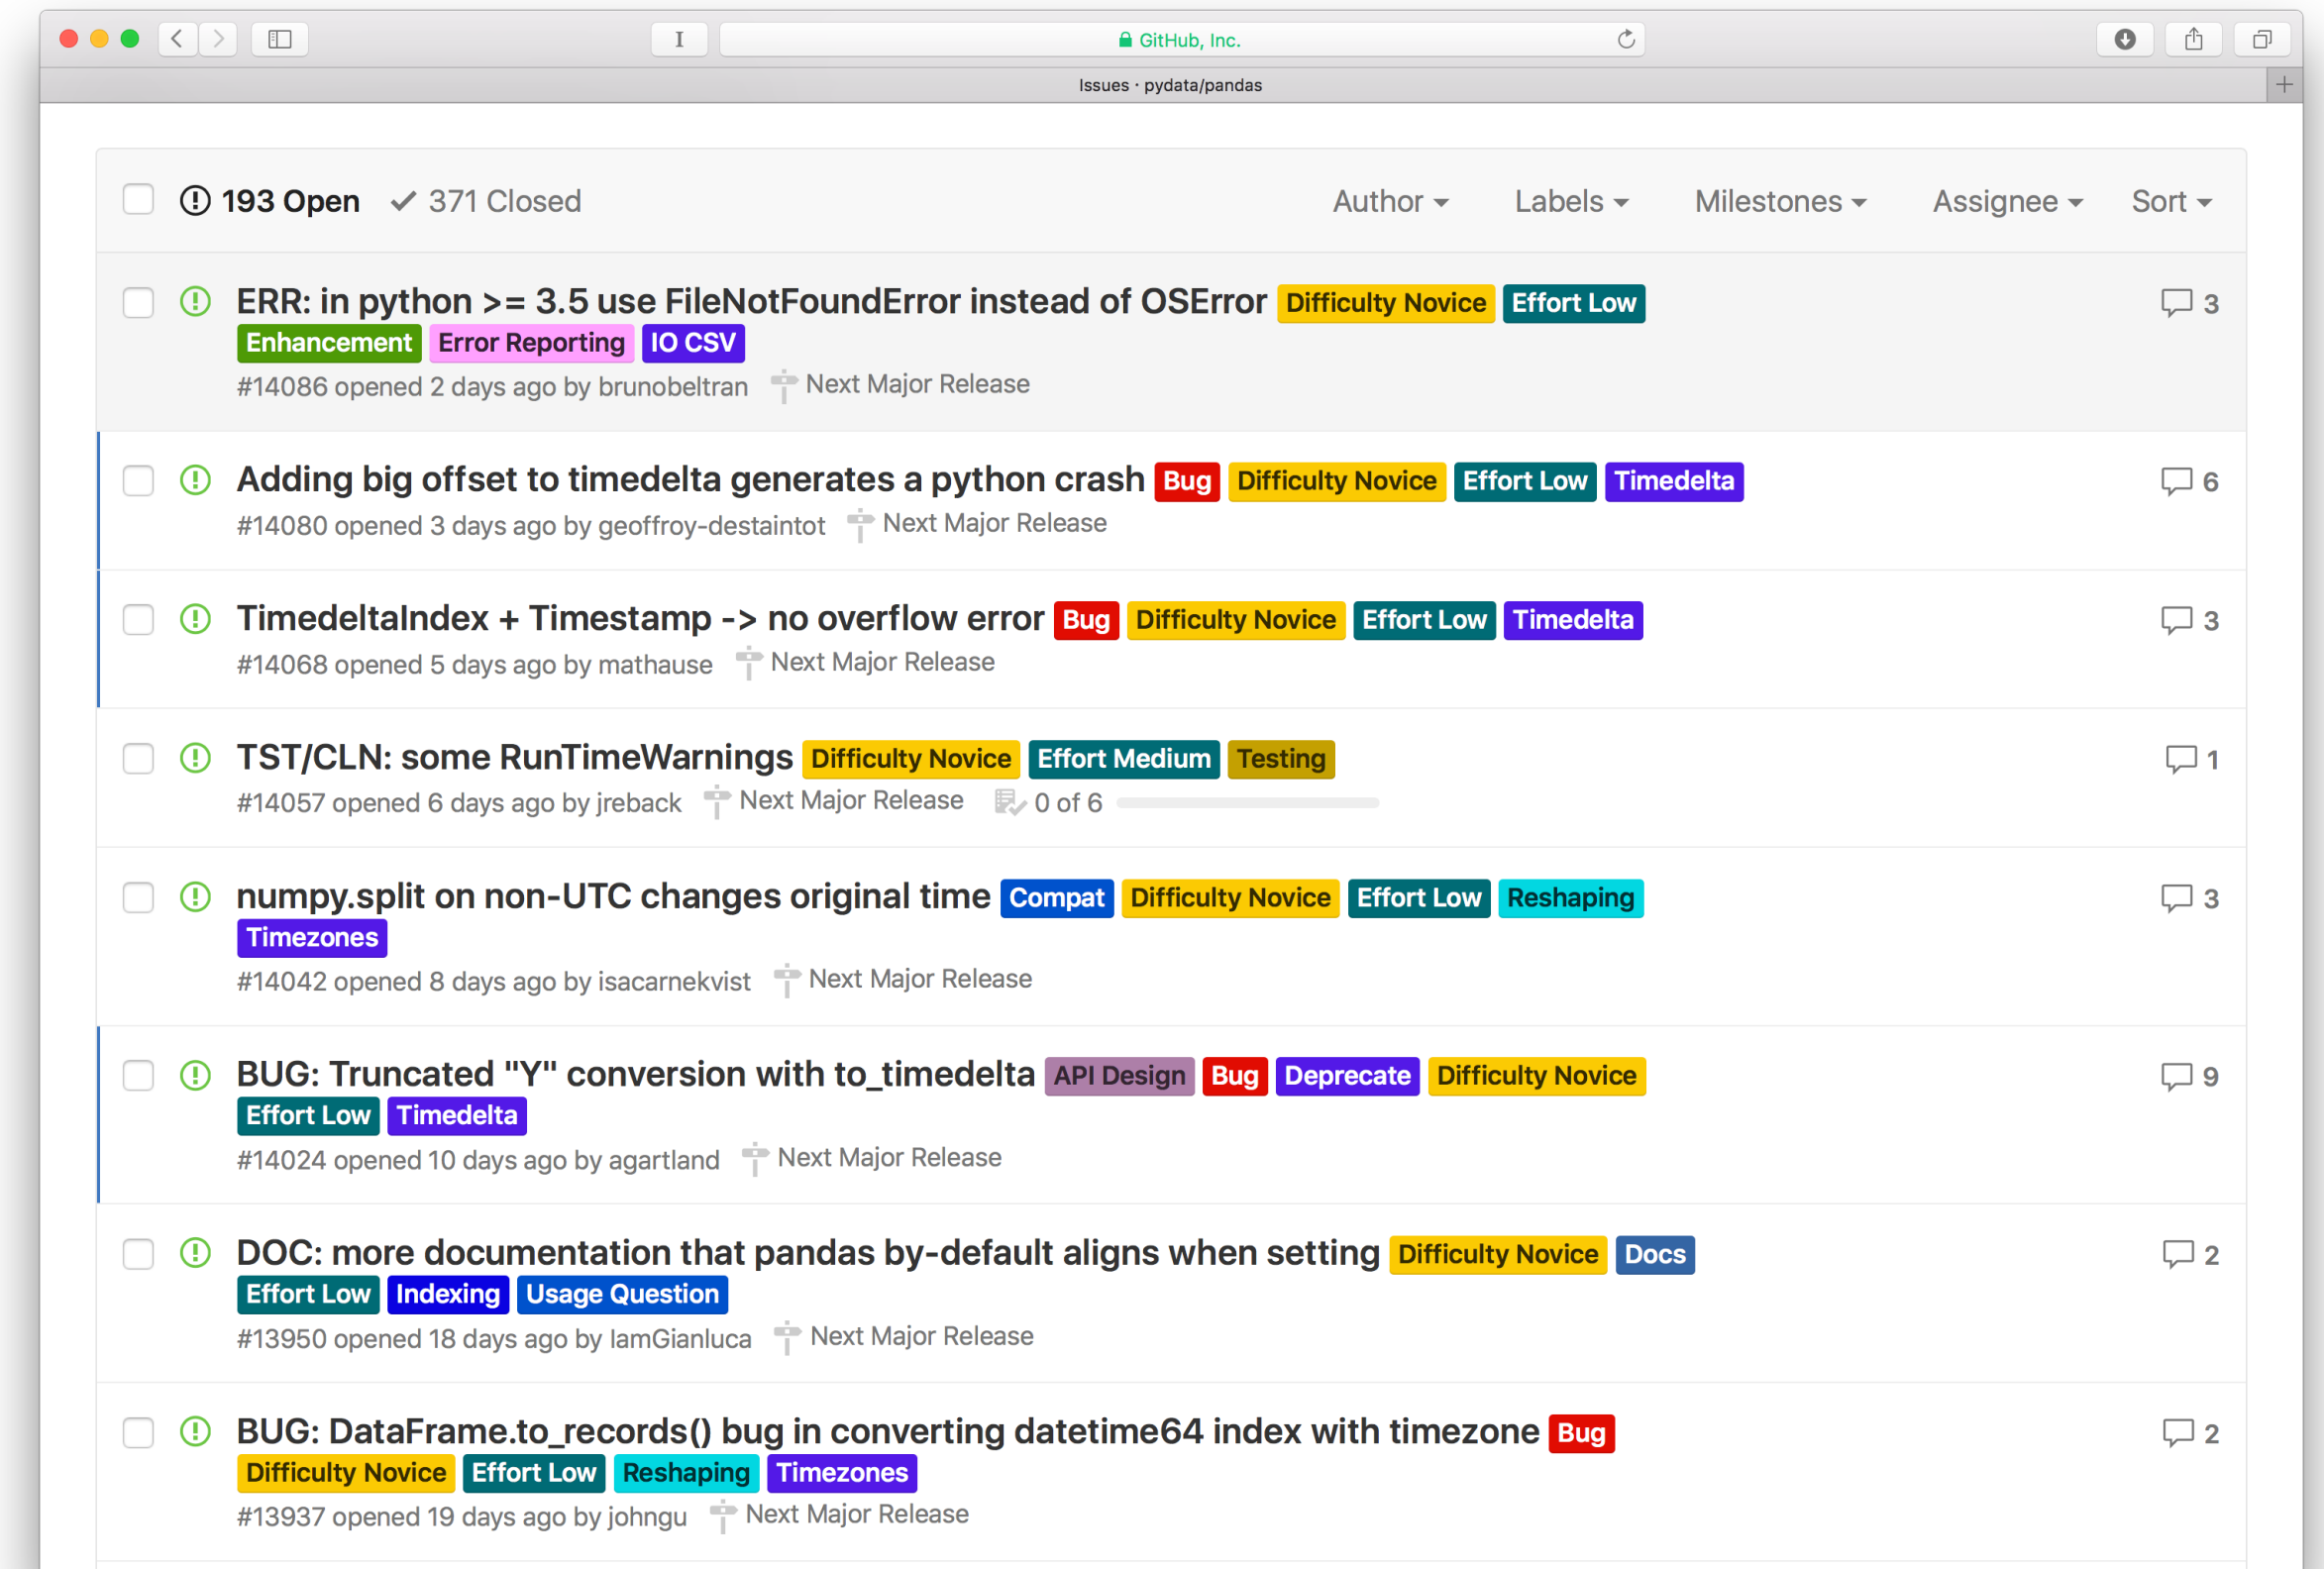 GitHub, Inc.
Issues · pydata/pandas
193 Open 371 Closed Author Labels Milestones Assignee Sort
ERR: in python >= 3.5 use FileNotFoundError instead of OSError Difficulty Novice Effort Low 3
Enhancement Error Reporting IO CSV
#14086 opened 2 days ago by brunobeltran Next Major Release
Adding big offset to timedelta generates a python crash Bug Difficulty Novice Effort Low Timedelta 6
#14080 opened 3 days ago by geoffroy-destaintot Next Major Release
TimedeltaIndex + Timestamp -> no overflow error Bug Difficulty Novice Effort Low Timedelta 3
#14068 opened 5 days ago by mathause Next Major Release
TST/CLN: some RunTimeWarnings Difficulty Novice Effort Medium Testing 1
#14057 opened 6 days ago by jreback Next Major Release 0 of 6
numpy.split on non-UTC changes original time Compat Difficulty Novice Effort Low Reshaping 3
Timezones
#14042 opened 8 days ago by isacarnekvist Next Major Release
BUG: Truncated "Y" conversion with to_timedelta API Design Bug Deprecate Difficulty Novice 9
Effort Low Timedelta
#14024 opened 10 days ago by agartland Next Major Release
DOC: more documentation that pandas by-default aligns when setting Difficulty Novice Docs 2
Effort Low Indexing Usage Question
#13950 opened 18 days ago by IamGianluca Next Major Release
BUG: DataFrame.to_records() bug in converting datetime64 index with timezone Bug 2
Difficulty Novice Effort Low Reshaping Timezones
#13937 opened 19 days ago by johngu Next Major Release